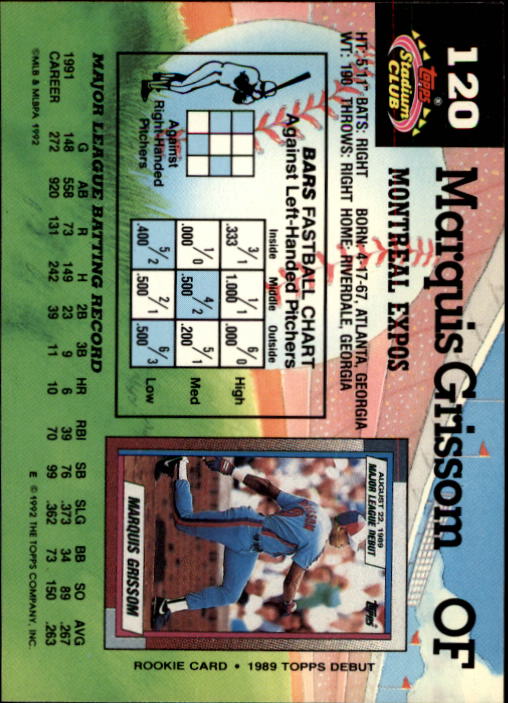 120
Topps
Stadium
CLUB
®
Marquis Grissom OF
MONTREAL EXPOS
HT: 5'11" BATS: RIGHT BORN: 4-17-67, ATLANTA, GEORGIA
WT: 190 THROWS: RIGHT HOME: RIVERDALE, GEORGIA
BARS FASTBALL CHART
Against Left-Handed Pitchers
Inside Middle Outside
3/1 1/1 6/0
.333 1.000 .000 High
1/0 4/2 5/1
.000 .500 .200 Med
5/2 2/1 6/3
.400 .500 .500 Low
Against
Right-Handed
Pitchers
AUGUST 22, 1989
MAJOR LEAGUE DEBUT
Topps
MARQUIS GRISSOM
ROOKIE CARD • 1989 TOPPS DEBUT
MAJOR LEAGUE BATTING RECORD
G AB R H 2B 3B HR RBI SB SLG BB SO AVG
1991 148 558 73 149 23 9 6 39 76 .373 34 89 .267
CAREER 272 920 131 242 39 11 10 70 99 .362 73 150 .263
©MLB & MLBPA 1992
E © 1992 THE TOPPS COMPANY, INC.